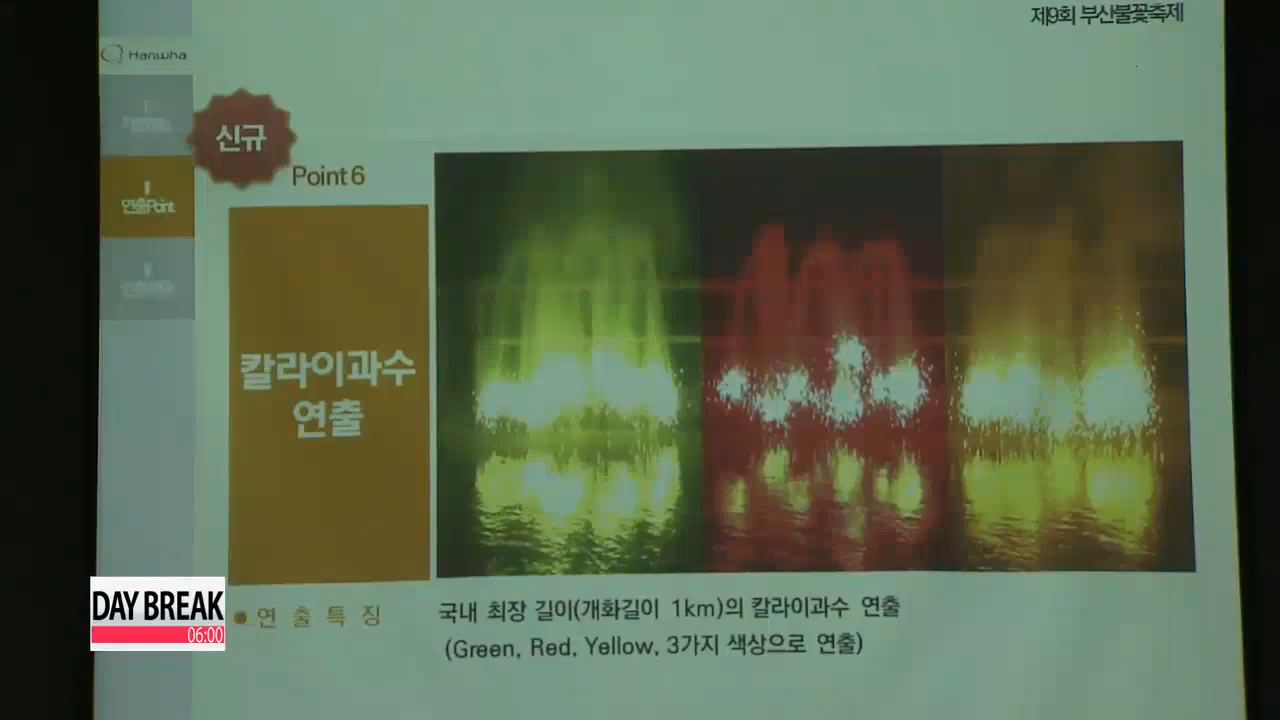 제9회 부산불꽃축제
Hanwha
신규
Point 6
연출Point
칼라이과수
연출
연출특징
국내 최장 길이(개화길이 1km)의 칼라이과수 연출
(Green, Red, Yellow, 3가지 색상으로 연출)
DAY BREAK
06:00